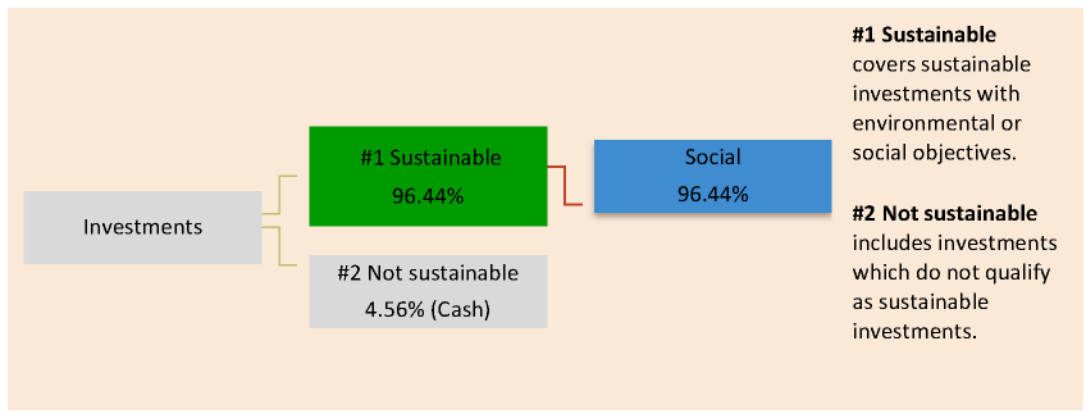 Investments
#1 Sustainable
96.44%
#2 Not sustainable
4.56% (Cash)
Social
96.44%
#1 Sustainable
covers sustainable
investments with
environmental or
social objectives.
#2 Not sustainable
includes investments
which do not qualify
as sustainable
investments.